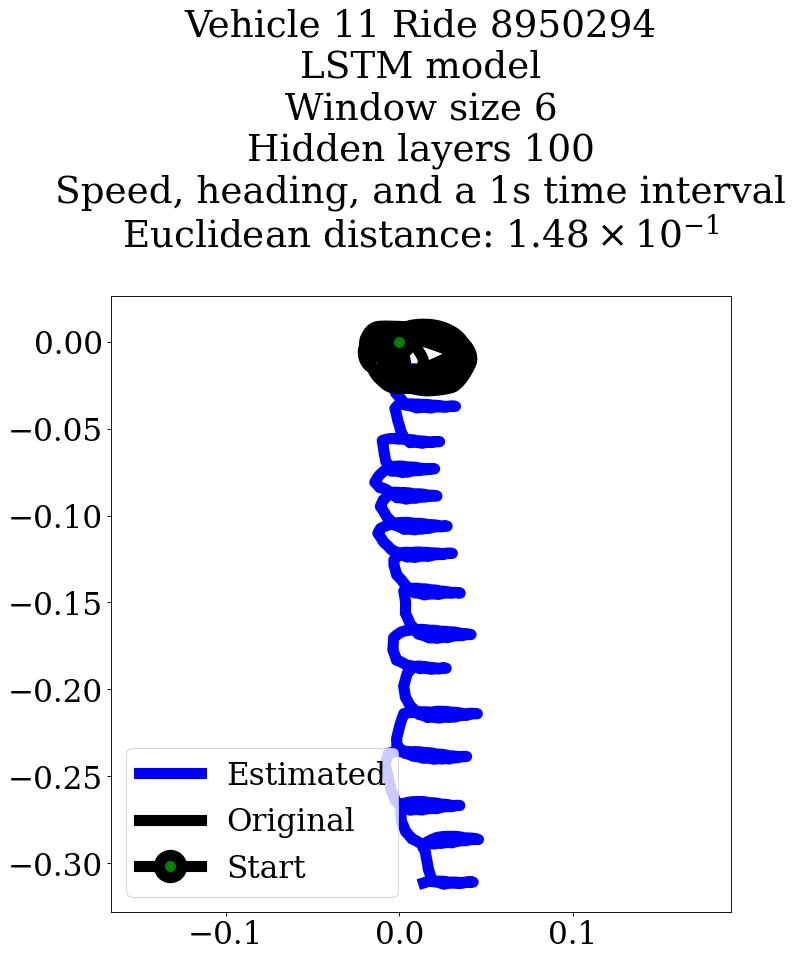 Vehicle 11 Ride 8950294
LSTM model
Window size 6
Hidden layers 100
Speed, heading, and a 1s time interval
Euclidean distance: 1.48 × 10⁻¹
0.00
−0.05
−0.10
−0.15
−0.20
−0.25
−0.30
Estimated
Original
Start
−0.1
0.0
0.1